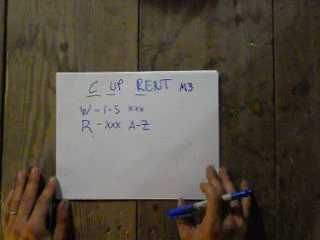 C UP RENT M3
W - 1-5 xxx
R - xxx A-Z